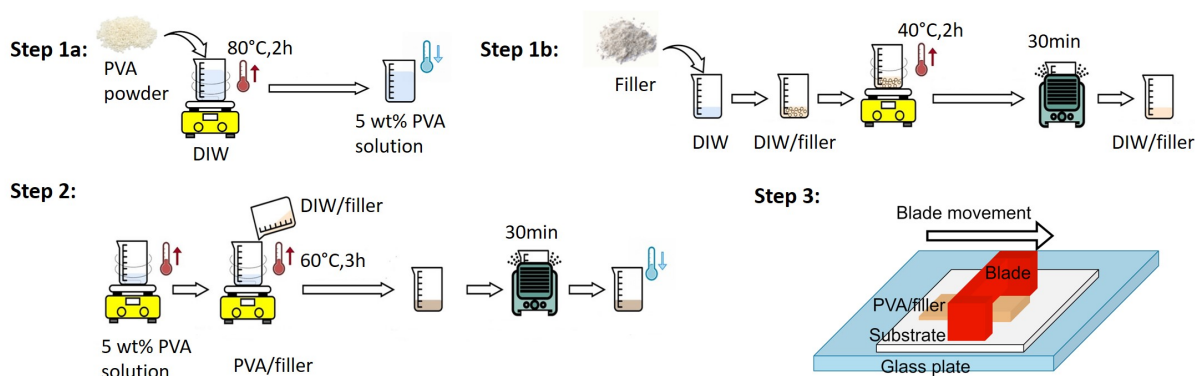 Step 1a:
PVA
powder
80°C,2h
DIW
5 wt% PVA
solution
Step 1b:
Filler
DIW
DIW/filler
40°C,2h
30min
DIW/filler
Step 2:
5 wt% PVA
solution
DIW/filler
60°C,3h
PVA/filler
30min
Step 3:
Blade movement
Blade
PVA/filler
Substrate
Glass plate